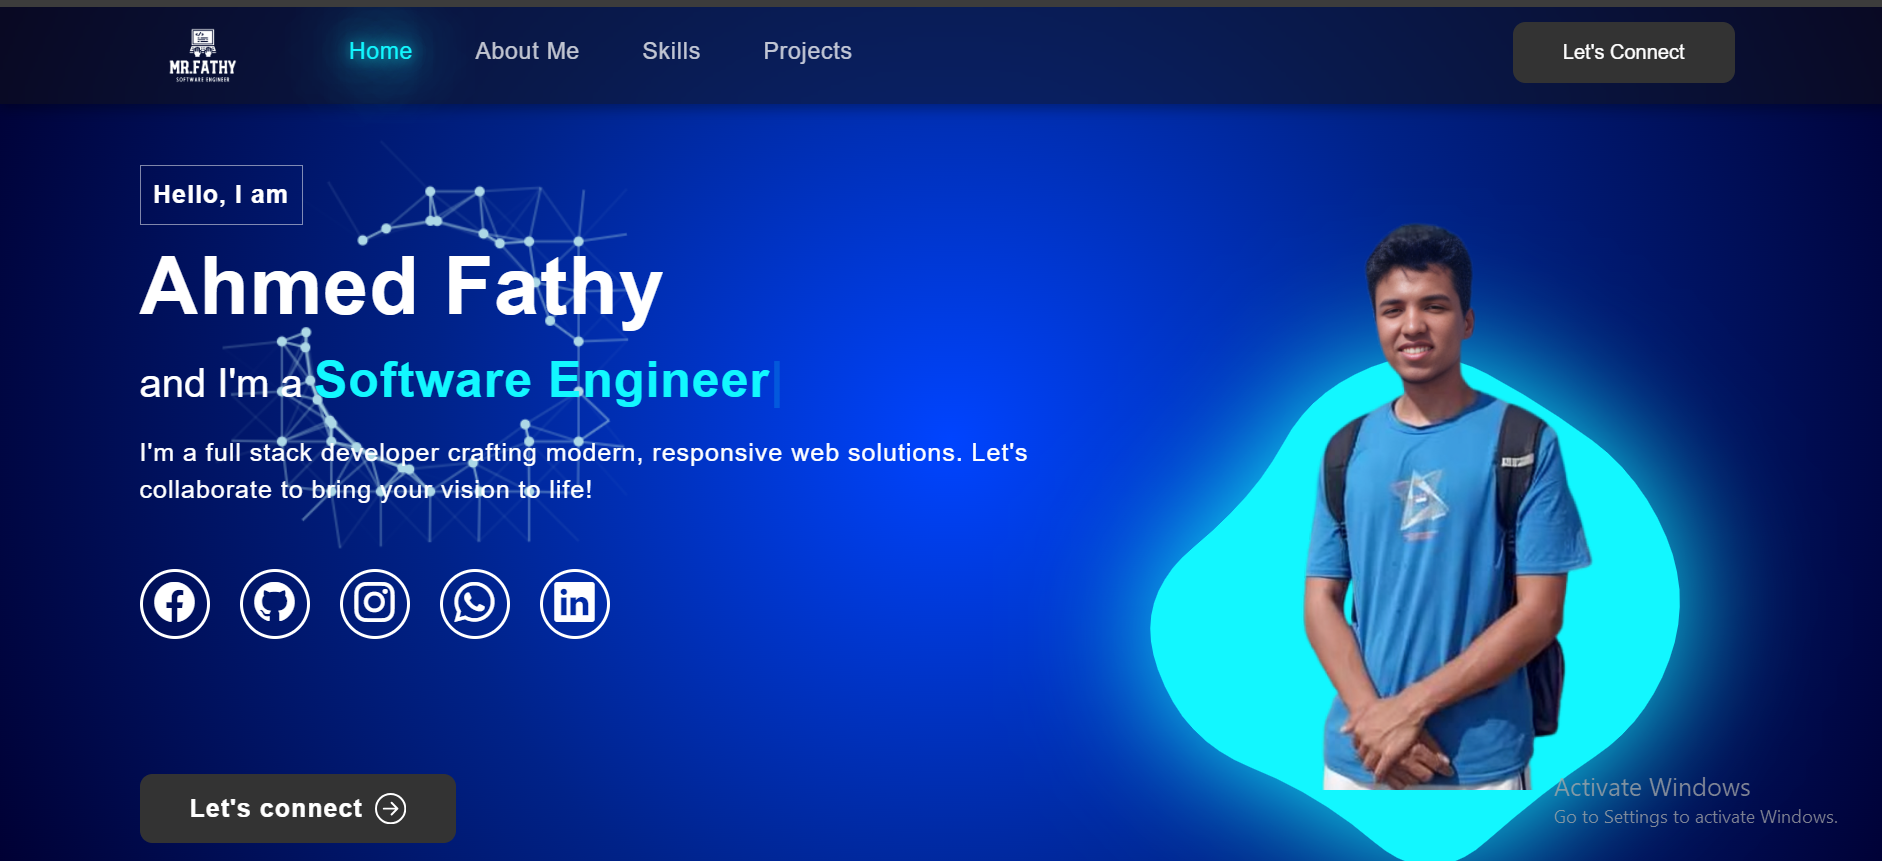 MR.FATHY
SOFTWARE ENGINEER
Home
About Me
Skills
Projects
Let's Connect
Hello, I am
Ahmed Fathy
and I'm a Software Engineer
I'm a full stack developer crafting modern, responsive web solutions. Let's
collaborate to bring your vision to life!
Let's connect
Activate Windows
Go to Settings to activate Windows.